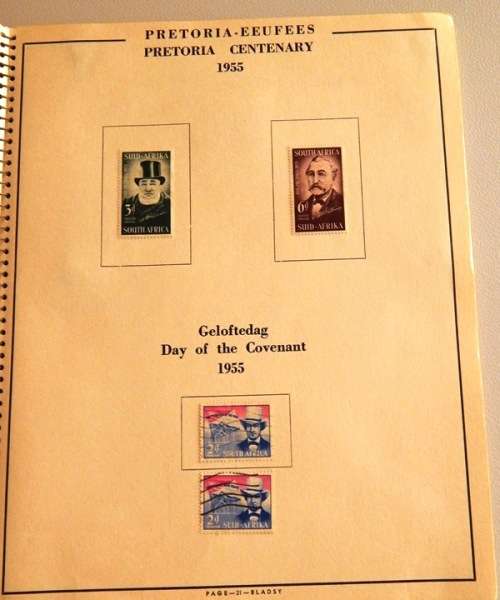 PRETORIA-EEUFEES
PRETORIA CENTENARY
1955
SUID-AFRIKA
3d
SOUTH AFRICA
SOUTH AFRICA
6d
SUID-AFRIKA
Geloftedag
Day of the Covenant
1955
2d
SOUTH AFRICA
2d
SUID-AFRIKA
PAGE—21—BLADSY